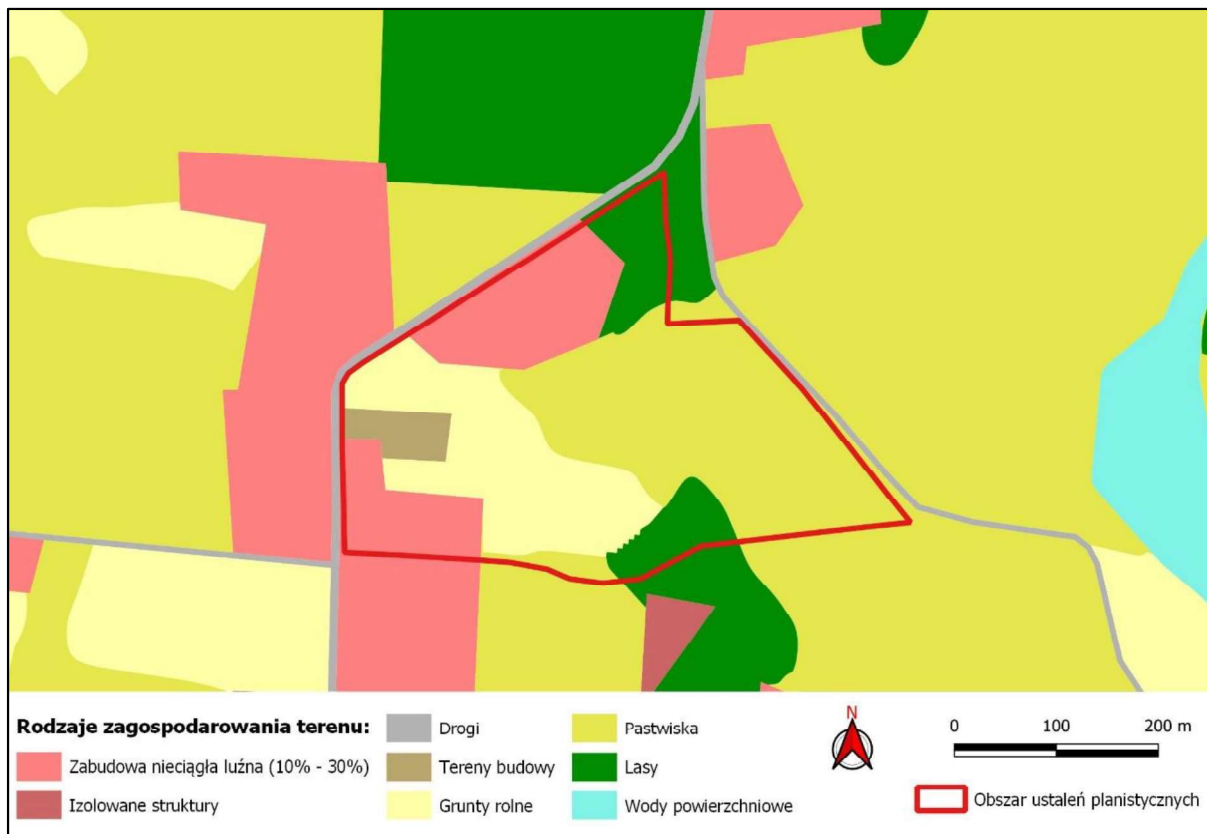 Rodzaje zagospodarowania terenu:
Zabudowa nieciągła luźna (10% - 30%)
Izolowane struktury
Drogi
Tereny budowy
Grunty rolne
Pastwiska
Lasy
Wody powierzchniowe
N
0 100 200 m
Obszar ustaleń planistycznych